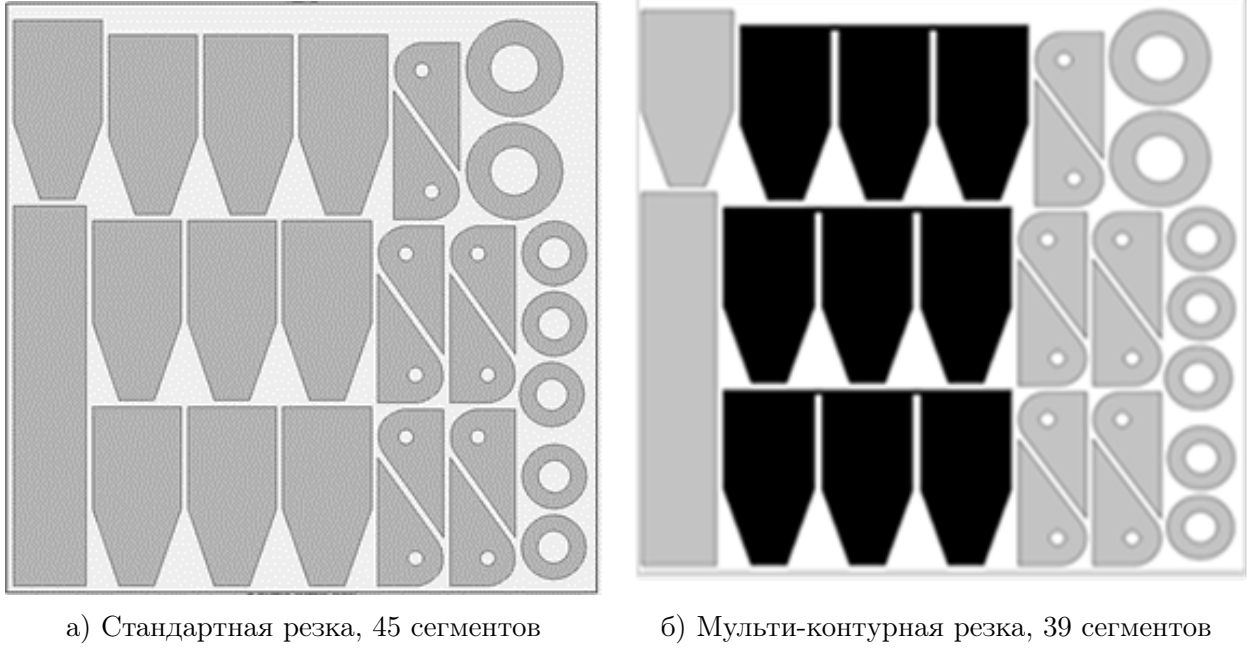 а) Стандартная резка, 45 сегментов
б) Мульти-контурная резка, 39 сегментов